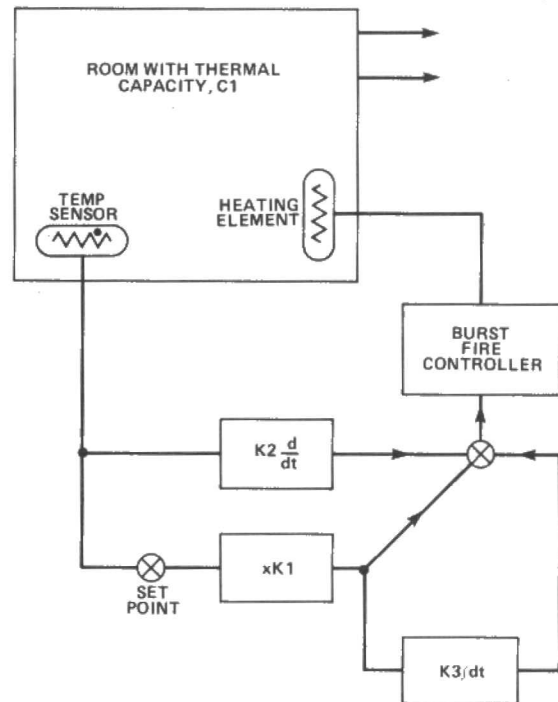 ROOM WITH THERMAL
CAPACITY, C1
TEMP
SENSOR
HEATING
ELEMENT
BURST
FIRE
CONTROLLER
K2 d/dt
xK1
SET
POINT
K3∫dt